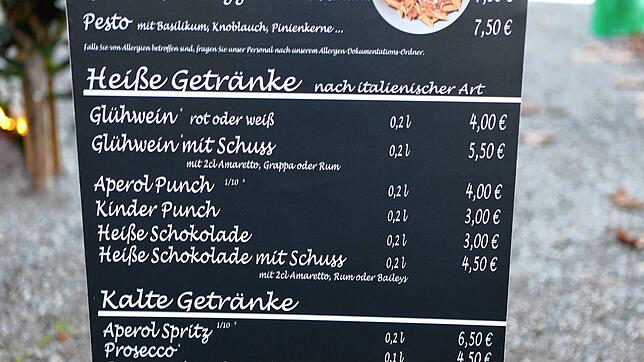 Pesto mit Basilikum, Knoblauch, Pinienkerne ... 7,50 €
Falls Sie von Allergien betroffen sind, fragen Sie unser Personal nach unserem Allergen-Dokumentations-Ordner.
Heiße Getränke nach italienischer Art
Glühwein* rot oder weiß 0,2 l 4,00 €
Glühwein* mit Schuss 0,2 l 5,50 €
mit 2cl Amaretto, Grappa oder Rum
Aperol Punch 1/10 * 0,2 l 4,00 €
Kinder Punch 0,2 l 3,00 €
Heiße Schokolade 0,2 l 3,00 €
Heiße Schokolade mit Schuss 0,2 l 4,50 €
mit 2cl Amaretto, Rum oder Baileys
Kalte Getränke
Aperol Spritz 1/10 * 0,2 l 6,50 €
Prosecco* 0,1 l 4,50 €